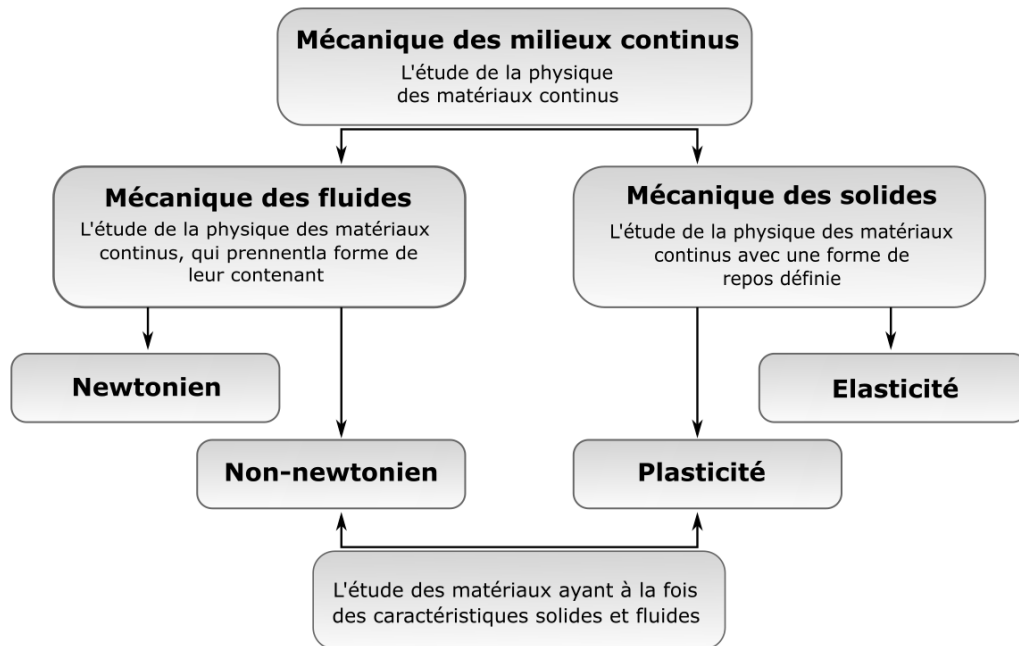 Mécanique des milieux continus
L'étude de la physique
des matériaux continus
Mécanique des fluides
L'étude de la physique des matériaux
continus, qui prennentla forme de
leur contenant
Mécanique des solides
L'étude de la physique des matériaux
continus avec une forme de
repos définie
Newtonien
Elasticité
Non-newtonien
Plasticité
L'étude des matériaux ayant à la fois
des caractéristiques solides et fluides